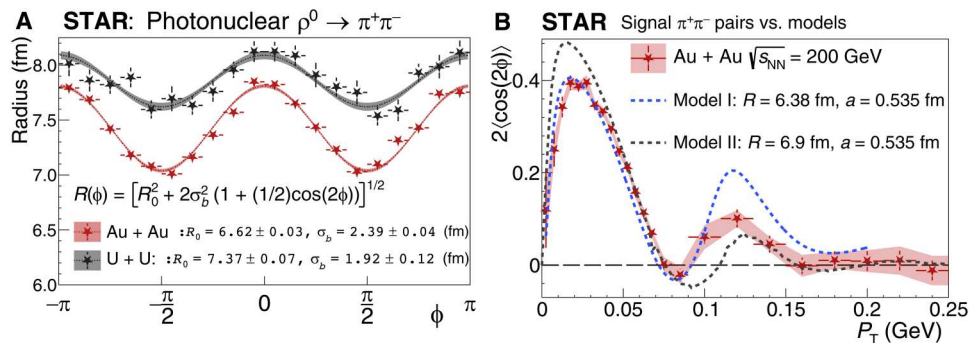 A STAR: Photonuclear ρ⁰ → π⁺π⁻
Radius (fm)
8.0
7.5
7.0
6.5
6.0
R(ϕ) = [R₀² + 2σ_b² (1 + (1/2)cos(2ϕ))]^1/2
Au + Au :R₀ = 6.62 ± 0.03, σ_b = 2.39 ± 0.04 (fm)
U + U: :R₀ = 7.37 ± 0.07, σ_b = 1.92 ± 0.12 (fm)
−π −π/2 0 π/2 ϕ π
B STAR Signal π⁺π⁻ pairs vs. models
2⟨cos(2ϕ)⟩
0.4
0.2
0
Au + Au √s_NN = 200 GeV
Model I: R = 6.38 fm, a = 0.535 fm
Model II: R = 6.9 fm, a = 0.535 fm
0 0.05 0.1 0.15 0.2 0.25
P_T (GeV)